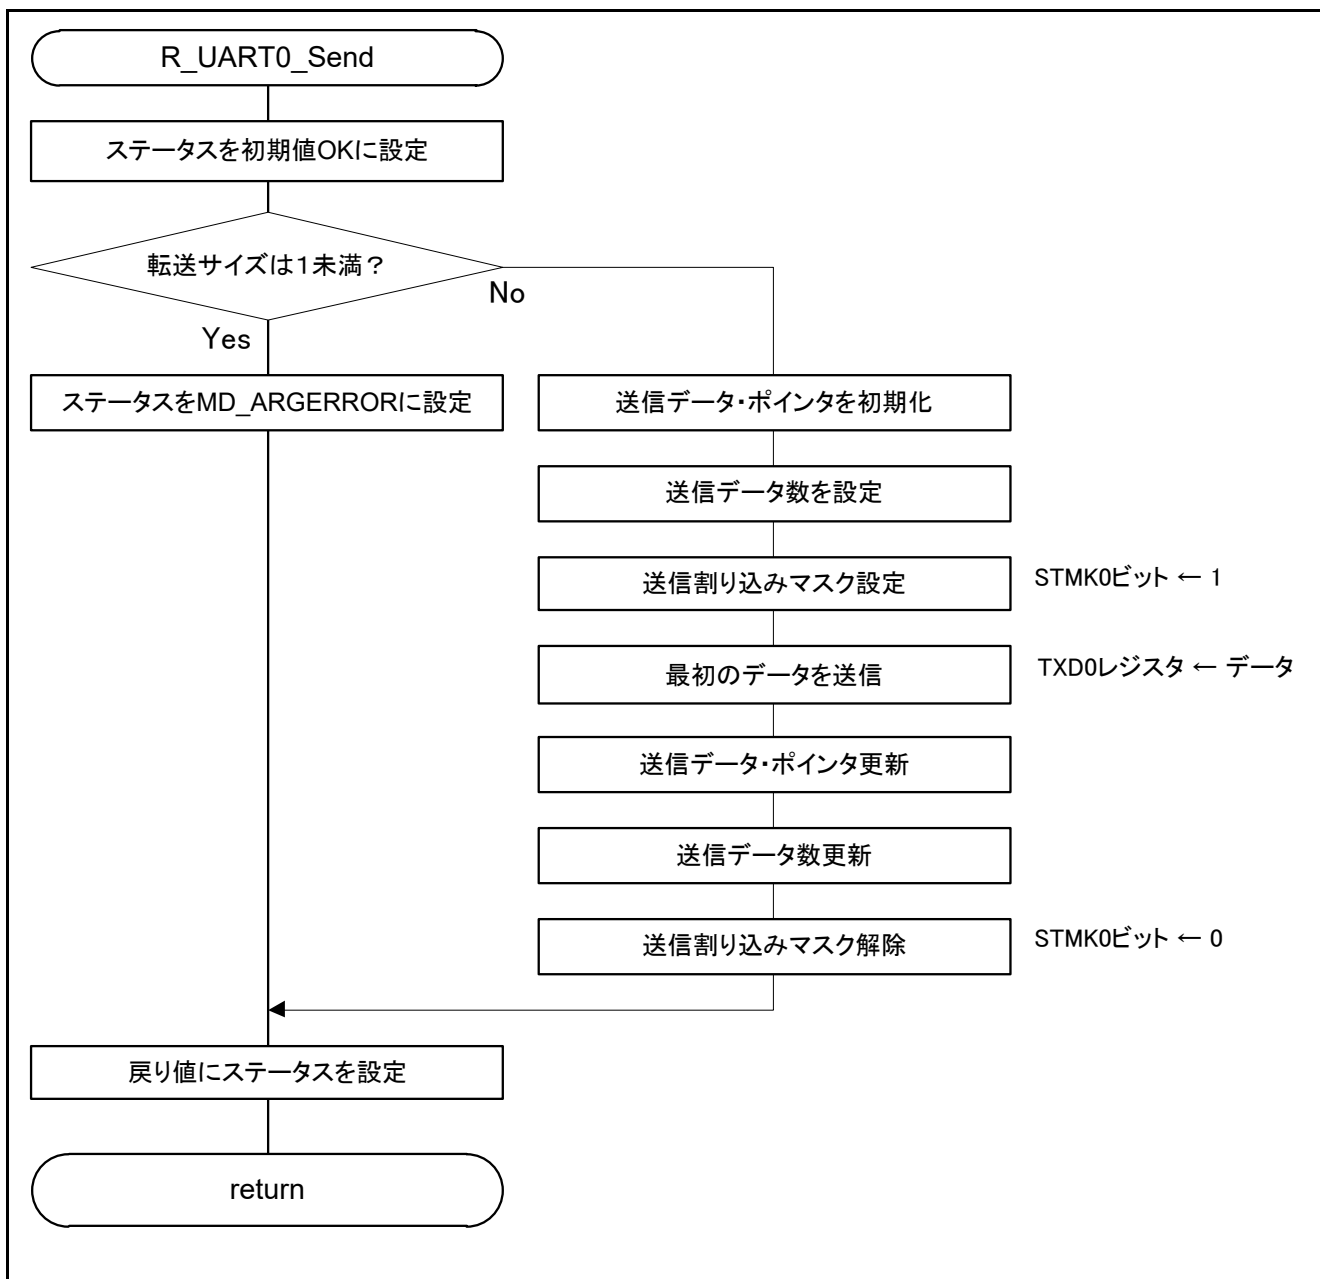 R_UART0_Send
ステータスを初期値OKに設定
転送サイズは1未満？
No
Yes
ステータスをMD_ARGERRORに設定
送信データ・ポインタを初期化
送信データ数を設定
送信割り込みマスク設定
STMK0ビット ← 1
最初のデータを送信
TXD0レジスタ ← データ
送信データ・ポインタ更新
送信データ数更新
送信割り込みマスク解除
STMK0ビット ← 0
戻り値にステータスを設定
return